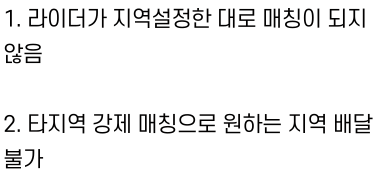 1. 라이더가 지역설정한 대로 매칭이 되지
않음
2. 타지역 강제 매칭으로 원하는 지역 배달
불가